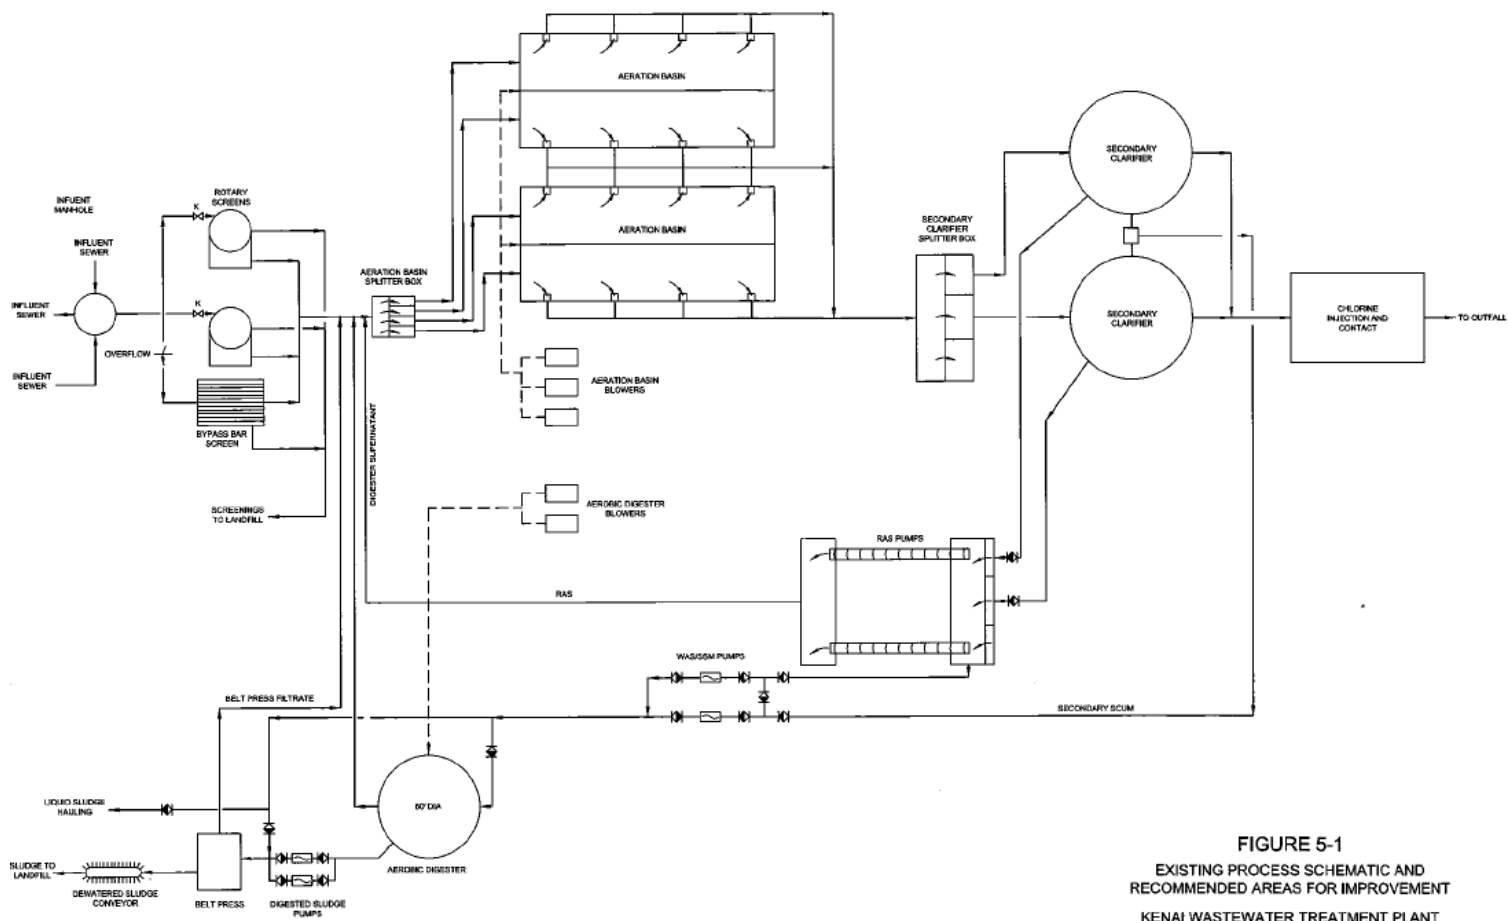 INFUENT
MANHOLE
ROTARY
SCREENS
K
INFLUENT
SEWER
INFLUENT
SEWER
K
OVERFLOW
INFLUENT
SEWER
BYPASS BAR
SCREEN
SCREENINGS
TO LANDFILL
AERATION BASIN
SPLITTER BOX
AERATION BASIN
AERATION BASIN
AERATION BASIN
BLOWERS
DIGESTER SUPERNATANT
AEROBIC DIGESTER
BLOWERS
SECONDARY
CLARIFIER
SPLITTER BOX
SECONDARY
CLARIFIER
SECONDARY
CLARIFIER
CHLORINE
INJECTION AND
CONTACT
TO OUTFALL
RAS PUMPS
RAS
WAS/SSM PUMPS
SECONDARY SCUM
BELT PRESS FILTRATE
LIQUID SLUDGE
HAULING
60' DIA
AEROBIC DIGESTER
SLUDGE TO
LANDFILL
DEWATERED SLUDGE
CONVEYOR
BELT PRESS
DIGESTED SLUDGE
PUMPS
FIGURE 5-1
EXISTING PROCESS SCHEMATIC AND
RECOMMENDED AREAS FOR IMPROVEMENT
KENAI WASTEWATER TREATMENT PLANT